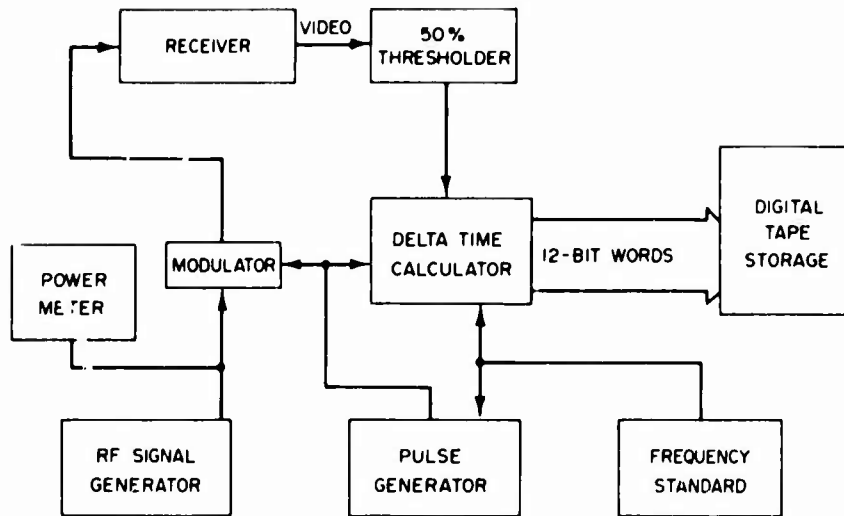 RECEIVER
VIDEO
50%
THRESHOLDER
DELTA TIME
CALCULATOR
12-BIT WORDS
DIGITAL
TAPE
STORAGE
MODULATOR
POWER
METER
RF SIGNAL
GENERATOR
PULSE
GENERATOR
FREQUENCY
STANDARD